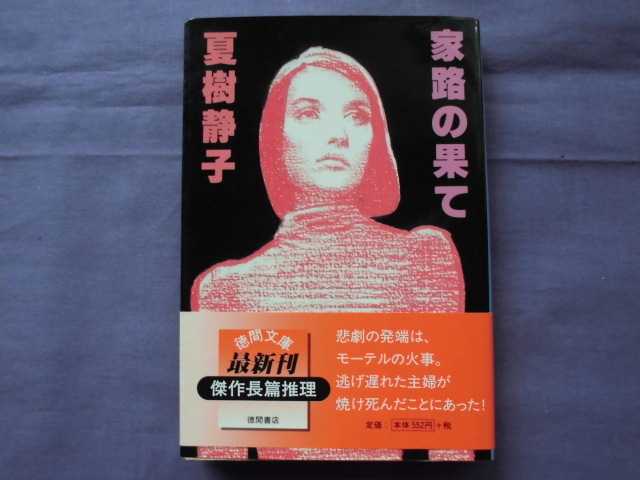 家路の果て
夏樹静子
徳間文庫
最新刊
傑作長篇推理
徳間書店
悲劇の発端は、
モーテルの火事。
逃げ遅れた主婦が
焼け死んだことにあった!
定価: 本体552円 +税